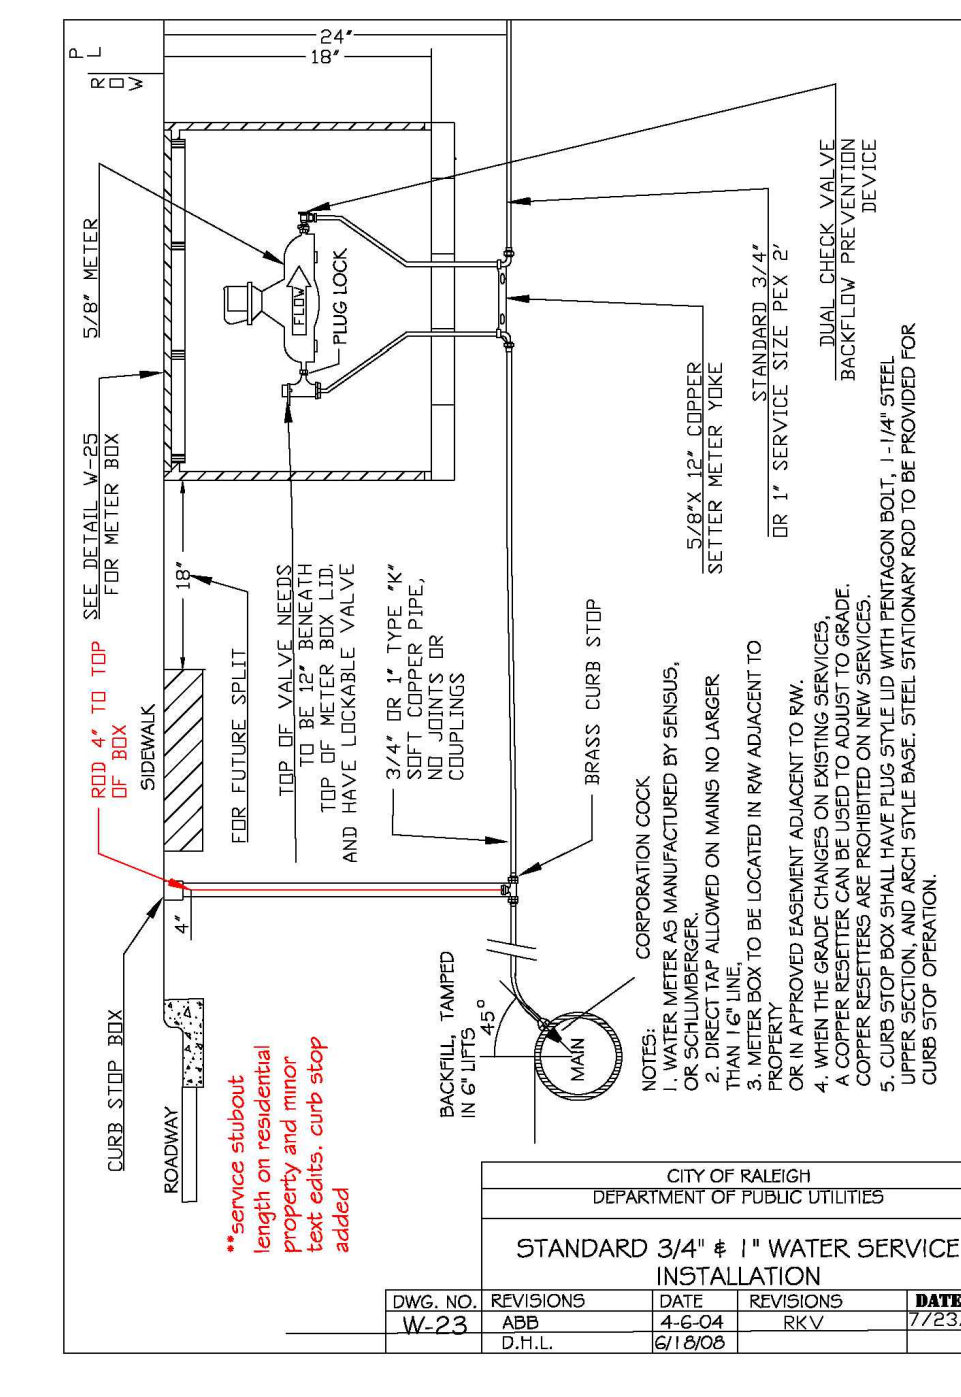 24"
18"
P L
R O W
5/8" METER
SEE DETAIL W-25
FOR METER BOX
ROD 4" TO TOP
OF BOX
SIDEWALK
18"
FOR FUTURE SPLIT
4"
CURB STOP BOX
ROADWAY
FLOW
PLUG LOCK
TOP OF VALVE NEEDS
TO BE 12" BENEATH
TOP OF METER BOX LID.
AND HAVE LOCKABLE VALVE
3/4" OR 1" TYPE "K"
SOFT COPPER PIPE,
NO JOINTS OR
COUPLINGS
BRASS CURB STOP
5/8"X 12" COPPER
SETTER METER YOKE
STANDARD 3/4"
OR 1" SERVICE SIZE PEX 2'
DUAL CHECK VALVE
BACKFLOW PREVENTION
DEVICE
**service stubout
length on residential
property and minor
text edits. curb stop
added
BACKFILL, TAMPED
IN 6" LIFTS
45°
MAIN
CORPORATION COCK
NOTES:
1. WATER METER AS MANUFACTURED BY SENSUS,
OR SCHLUMBERGER.
2. DIRECT TAP ALLOWED ON MAINS NO LARGER
THAN 16" LINE,
3. METER BOX TO BE LOCATED IN R/W ADJACENT TO
PROPERTY
OR IN APPROVED EASEMENT ADJACENT TO R/W.
4. WHEN THE GRADE CHANGES ON EXISTING SERVICES,
A COPPER RESETTER CAN BE USED TO ADJUST TO GRADE.
COPPER RESETTERS ARE PROHIBITED ON NEW SERVICES.
5. CURB STOP BOX SHALL HAVE PLUG STYLE LID WITH PENTAGON BOLT, 1-1/4" STEEL
UPPER SECTION, AND ARCH STYLE BASE. STEEL STATIONARY ROD TO BE PROVIDED FOR
CURB STOP OPERATION.
CITY OF RALEIGH
DEPARTMENT OF PUBLIC UTILITIES
STANDARD 3/4" & 1" WATER SERVICE
INSTALLATION
DWG. NO. REVISIONS DATE REVISIONS DATE
W-23 ABB 4-6-04 RKV 7/23/
D.H.L. 6/18/08